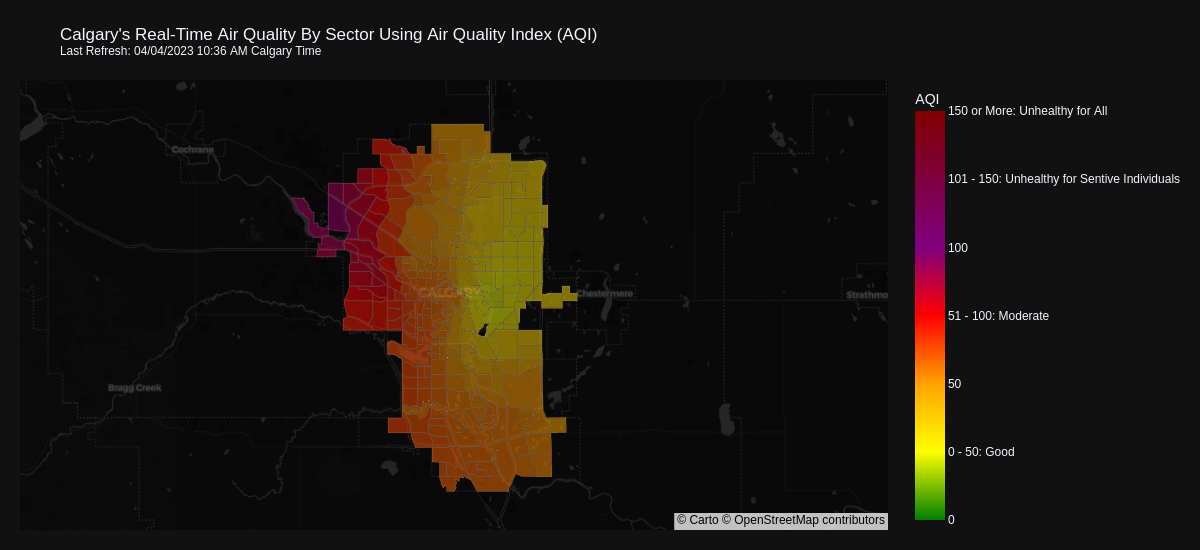 Calgary's Real-Time Air Quality By Sector Using Air Quality Index (AQI)
Last Refresh: 04/04/2023 10:36 AM Calgary Time
AQI
150 or More: Unhealthy for All
101 - 150: Unhealthy for Sentive Individuals
100
51 - 100: Moderate
50
0 - 50: Good
0
Cochrane
CALGARY
Chestermere
Strathmo
Bragg Creek
© Carto © OpenStreetMap contributors